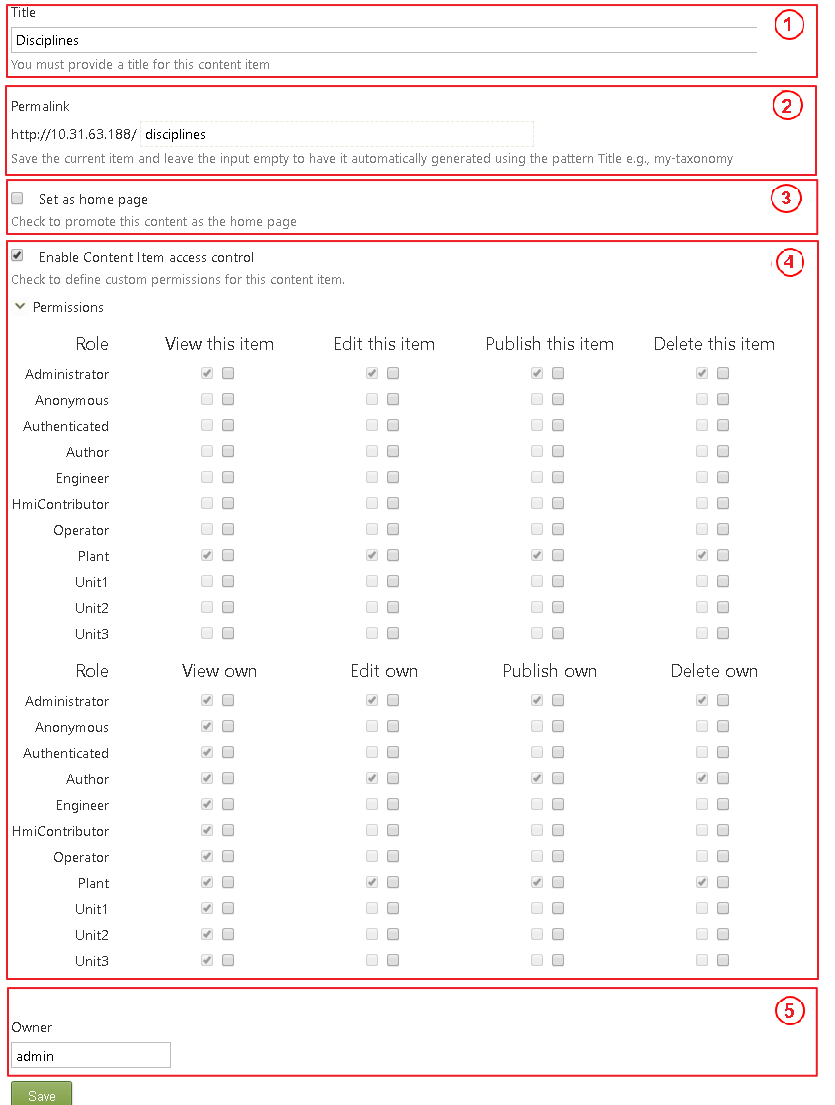 Title
1
Disciplines
You must provide a title for this content item
Permalink
2
http://10.31.63.188/ disciplines
Save the current item and leave the input empty to have it automatically generated using the pattern Title e.g., my-taxonomy
Set as home page
3
Check to promote this content as the home page
Enable Content Item access control
4
Check to define custom permissions for this content item.
Permissions
Role View this item Edit this item Publish this item Delete this item
Administrator
Anonymous
Authenticated
Author
Engineer
HmiContributor
Operator
Plant
Unit1
Unit2
Unit3
Role View own Edit own Publish own Delete own
Administrator
Anonymous
Authenticated
Author
Engineer
HmiContributor
Operator
Plant
Unit1
Unit2
Unit3
5
Owner
admin
Save